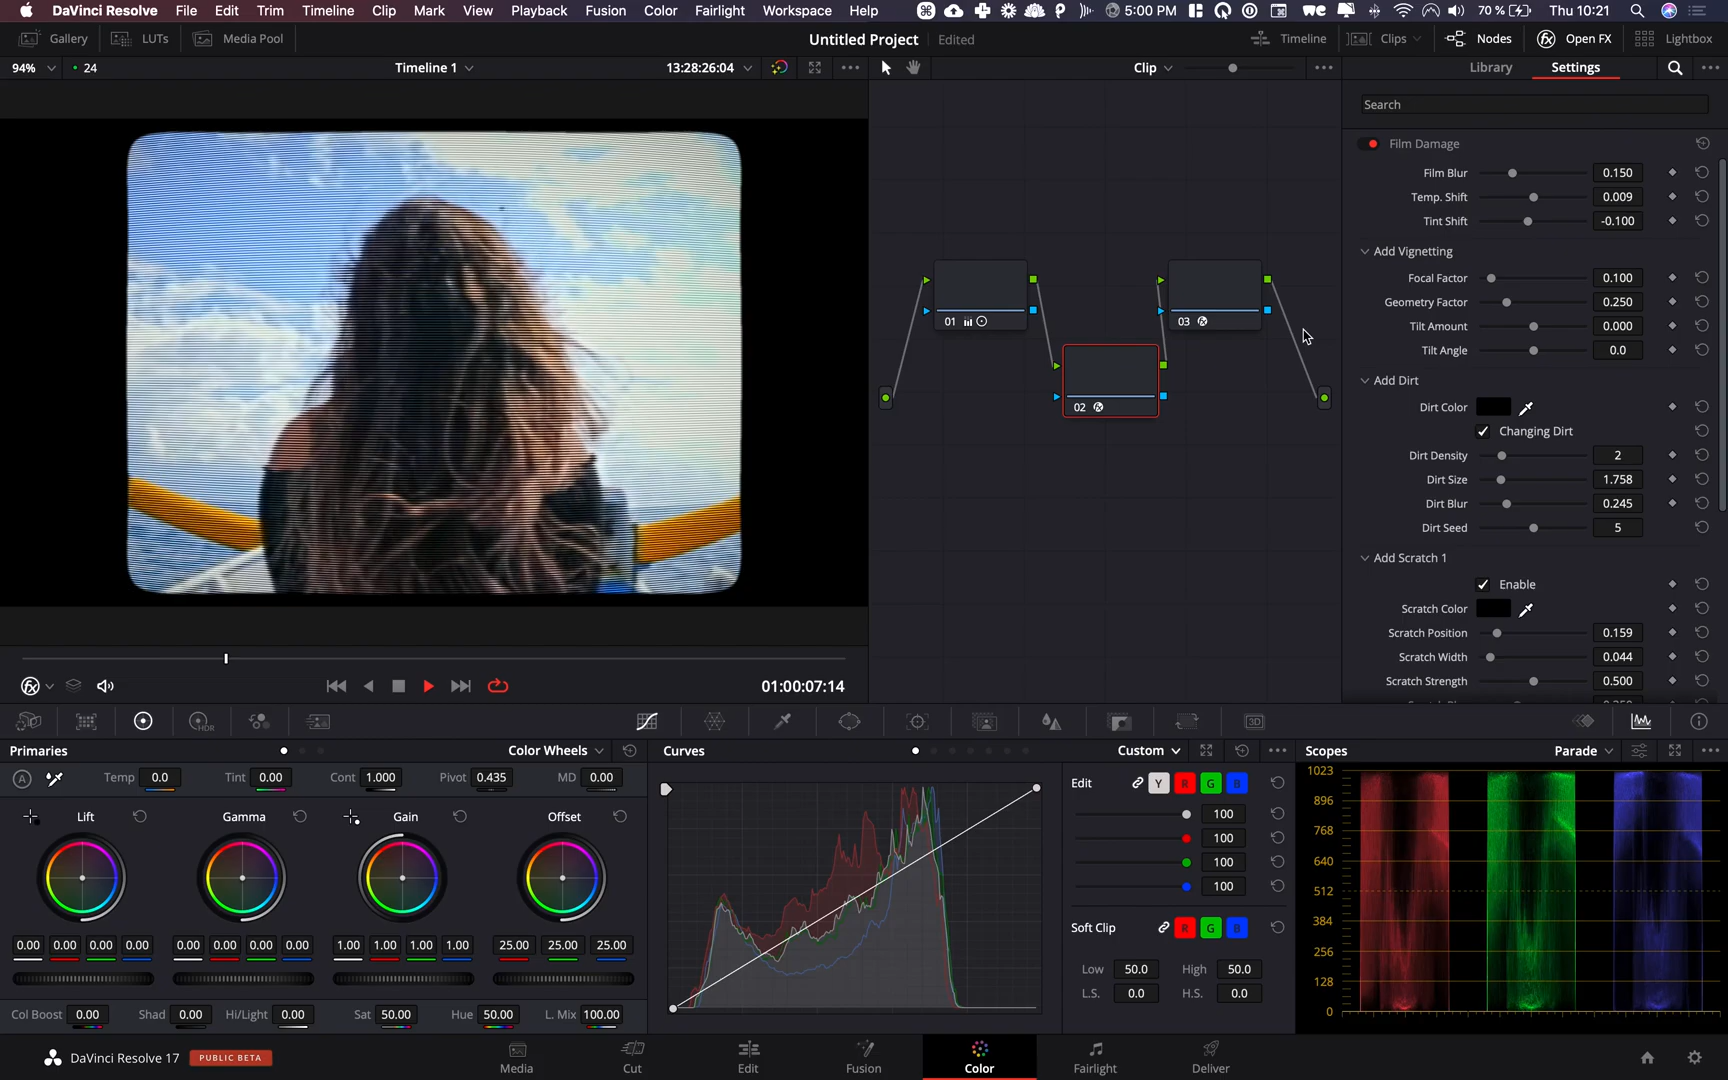 DaVinci Resolve File Edit Trim Timeline Clip Mark View Playback Fusion Color Fairlight Workspace Help 5:00 PM 70 % Thu 10:21
Gallery LUTs Media Pool Untitled Project Edited Timeline Clips Nodes Open FX Lightbox
94% 24 Timeline 1 13:28:26:04 Clip Library Settings
Search
Film Damage
Film Blur 0.150
Temp. Shift 0.009
Tint Shift -0.100
Add Vignetting
Focal Factor 0.100
Geometry Factor 0.250
Tilt Amount 0.000
Tilt Angle 0.0
Add Dirt
Dirt Color
Changing Dirt
Dirt Density 2
Dirt Size 1.758
Dirt Blur 0.245
Dirt Seed 5
Add Scratch 1
Enable
Scratch Color
Scratch Position 0.159
Scratch Width 0.044
Scratch Strength 0.500
01
03
02
01:00:07:14
Primaries Color Wheels Curves Custom Scopes Parade
A Temp 0.0 Tint 0.00 Cont 1.000 Pivot 0.435 MD 0.00
Lift Gamma Gain Offset
0.00 0.00 0.00 0.00 0.00 0.00 0.00 0.00 1.00 1.00 1.00 1.00 25.00 25.00 25.00
Col Boost 0.00 Shad 0.00 Hi/Light 0.00 Sat 50.00 Hue 50.00 L. Mix 100.00
Edit Y R G B
100
100
100
100
Soft Clip R G B
Low 50.0 High 50.0
L.S. 0.0 H.S. 0.0
1023
896
768
640
512
384
256
128
0
DaVinci Resolve 17 PUBLIC BETA Media Cut Edit Fusion Color Fairlight Deliver